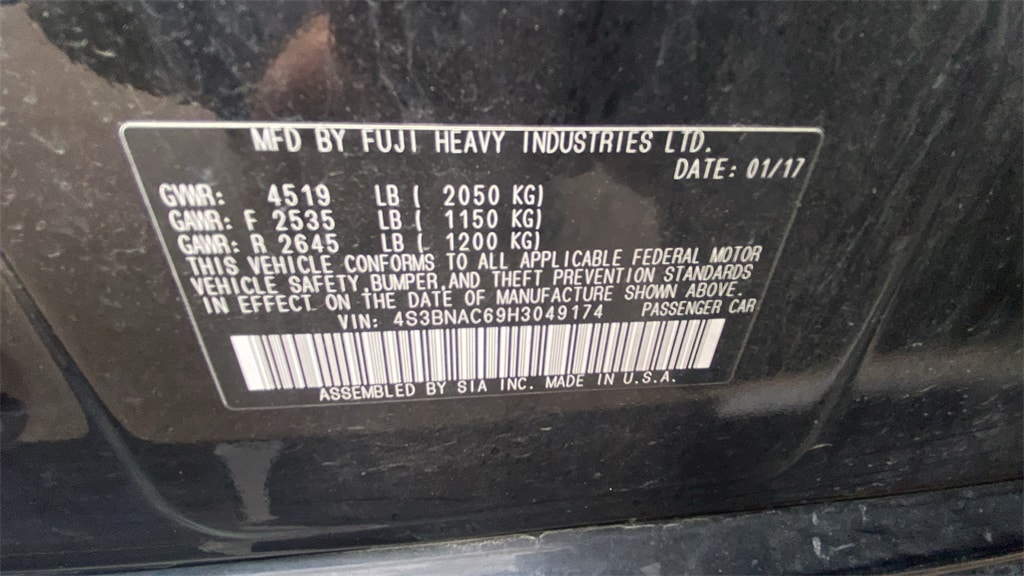 MFD BY FUJI HEAVY INDUSTRIES LTD.
DATE: 01/17
GVWR: 4519 LB ( 2050 KG)
GAWR: F 2535 LB ( 1150 KG)
GAWR: R 2645 LB ( 1200 KG)
THIS VEHICLE CONFORMS TO ALL APPLICABLE FEDERAL MOTOR
VEHICLE SAFETY,BUMPER,AND THEFT PREVENTION STANDARDS
IN EFFECT ON THE DATE OF MANUFACTURE SHOWN ABOVE.
VIN: 4S3BNAC69H3049174 PASSENGER CAR
ASSEMBLED BY SIA INC. MADE IN U.S.A.